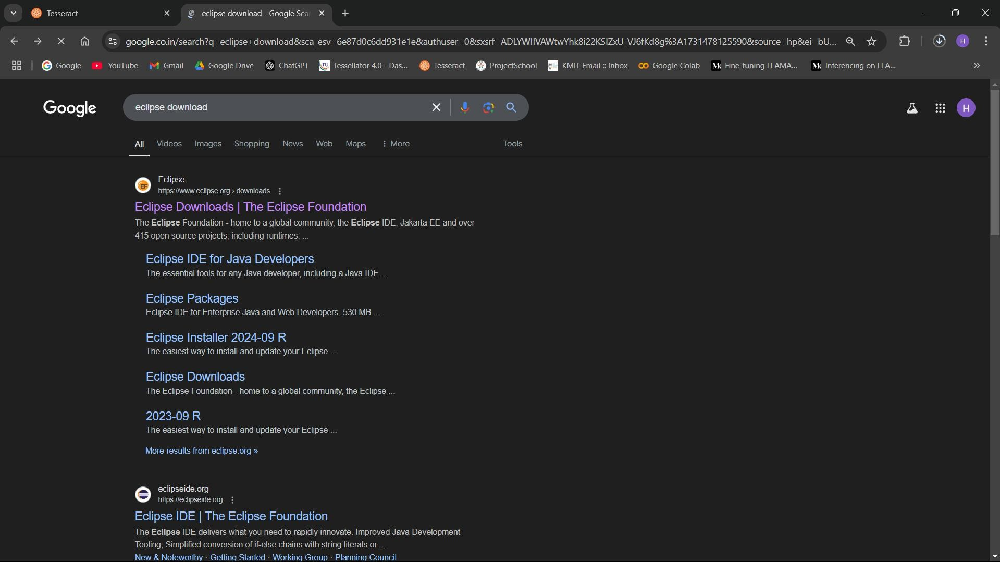 Tesseract
eclipse download - Google Sea
google.co.in/search?q=eclipse+download&sca_esv=6e87d0c6dd931e1e&authuser=0&sxsrf=ADLYWIIVAWtwYhk8i22KSIZxU_VJ6fKd8g%3A1731478125590&source=hp&ei=bU...
H
Google YouTube Gmail Google Drive ChatGPT TU Tessellator 4.0 - Das... Tesseract ProjectSchool KMIT Email :: Inbox Google Colab Fine-tuning LLAMA... Inferencing on LLA...
Google
eclipse download
H
All Videos Images Shopping News Web Maps More Tools
EF
Eclipse
https://www.eclipse.org › downloads
Eclipse Downloads | The Eclipse Foundation
The Eclipse Foundation - home to a global community, the Eclipse IDE, Jakarta EE and over
415 open source projects, including runtimes, ...
Eclipse IDE for Java Developers
The essential tools for any Java developer, including a Java IDE ...
Eclipse Packages
Eclipse IDE for Enterprise Java and Web Developers. 530 MB ...
Eclipse Installer 2024-09 R
The easiest way to install and update your Eclipse ...
Eclipse Downloads
The Eclipse Foundation - home to a global community, the Eclipse ...
2023-09 R
The easiest way to install and update your Eclipse ...
More results from eclipse.org »
eclipseide.org
https://eclipseide.org
Eclipse IDE | The Eclipse Foundation
The Eclipse IDE delivers what you need to rapidly innovate. Improved Java Development
Tooling, Simplified conversion of if-else chains with string literals or ...
New & Noteworthy · Getting Started · Working Group · Planning Council